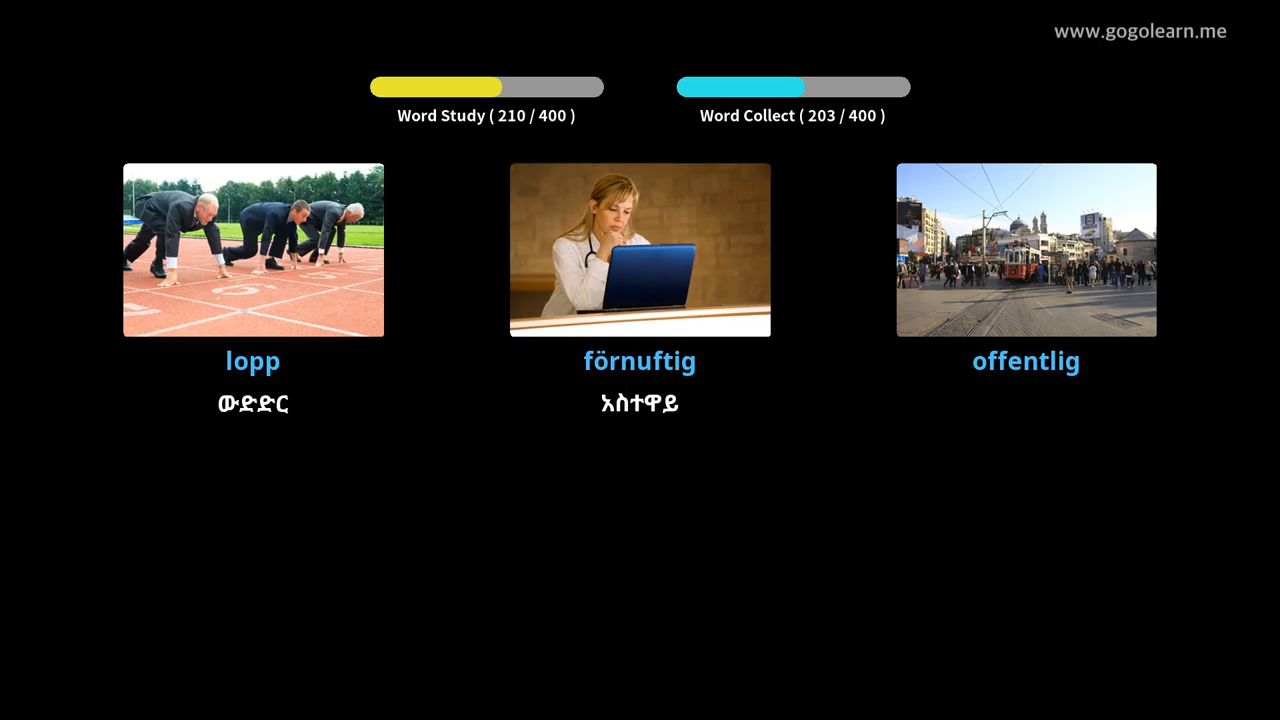 www.gogolearn.me
Word Study ( 210 / 400 )
Word Collect ( 203 / 400 )
lopp
förnuftig
offentlig
ውድድር
አስተዋይ